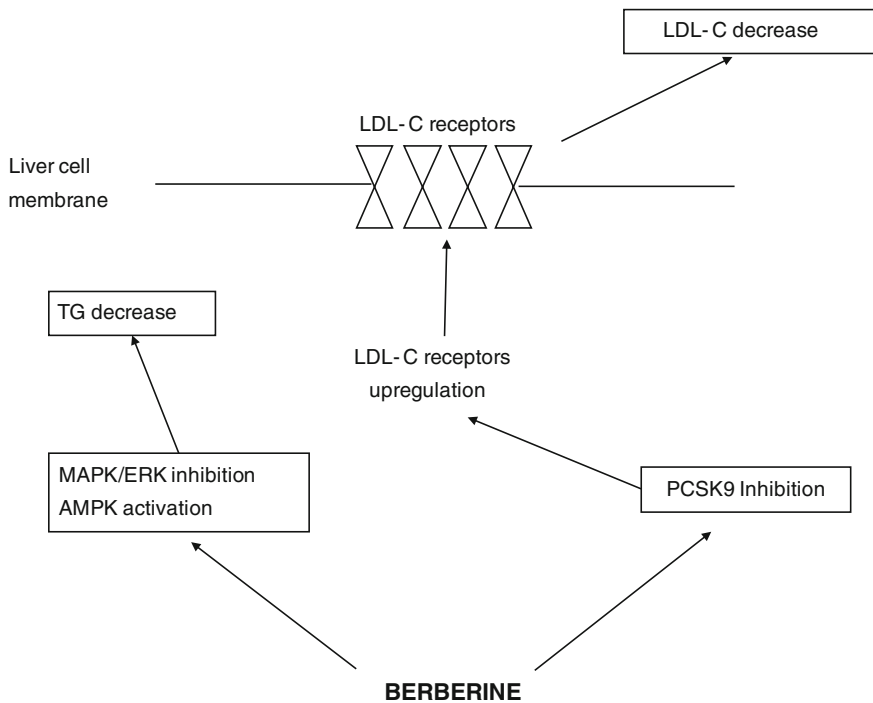 LDL-C decrease
LDL-C receptors
Liver cell
membrane
TG decrease
LDL-C receptors
upregulation
MAPK/ERK inhibition
AMPK activation
PCSK9 Inhibition
BERBERINE